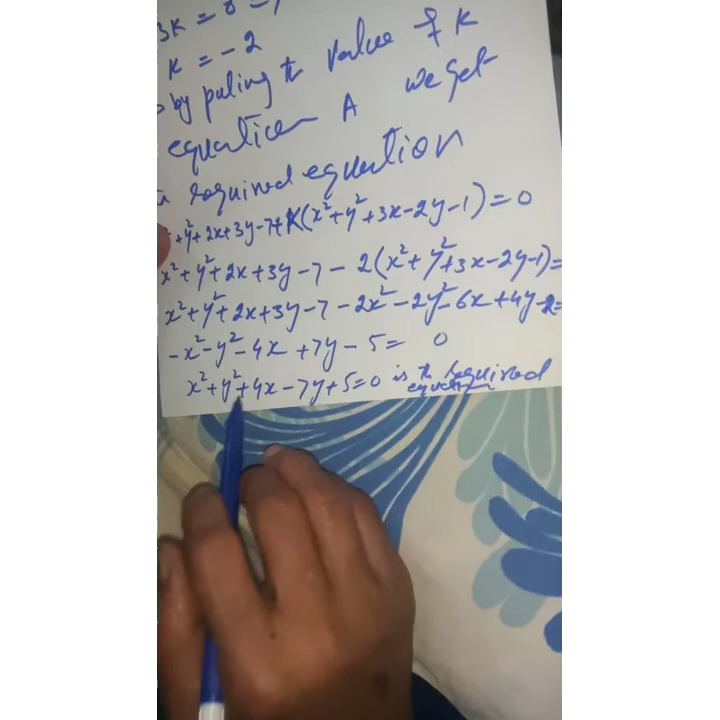 3K = 8 - 1
K = -2
by puting th value of K
equation A we get
required equation
+y²+2x+3y-7+K(x²+y²+3x-2y-1)=0
x²+y²+2x+3y-7-2(x²+y²+3x-2y-1)=
x²+y²+2x+3y-7-2x²-2y²-6x+4y-2=
-x²-y²-4x+7y-5= 0
x²+y²+4x-7y+5=0 is th required
equation